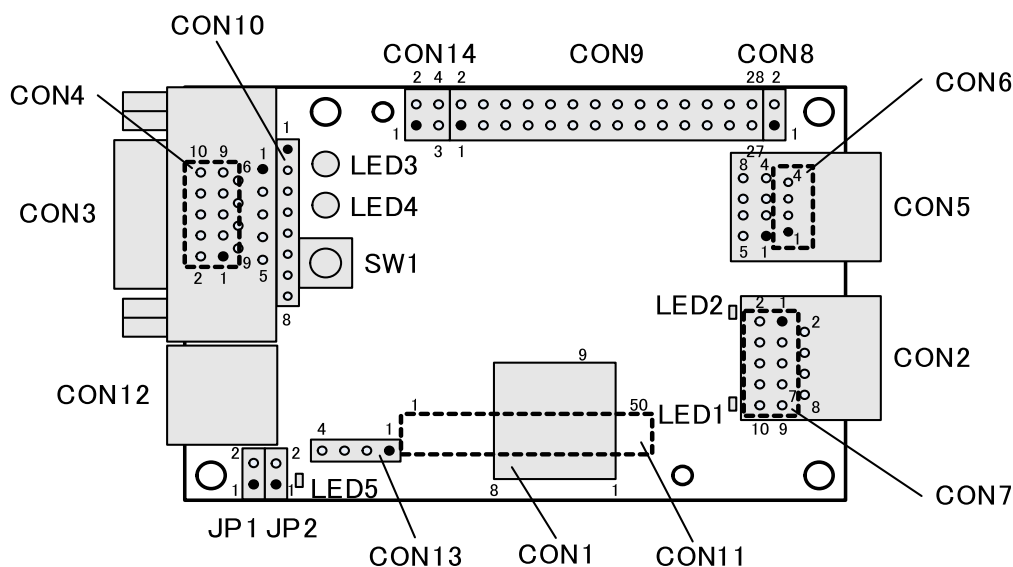 CON10
CON14 CON9 CON8
2 4 2 28 2
CON6
CON4
1 1 1
3 1 27
10 9 6 1
LED3
8 4 4
LED4
CON3
CON5
SW1
2 1 9 5
5 1 1
8
LED2
2 1
2
CON2
9
CON12
LED1
7
8
1 50
10 9
4 1
2 2
1 1
LED5
8 1
CON7
JP1 JP2
CON13 CON1 CON11